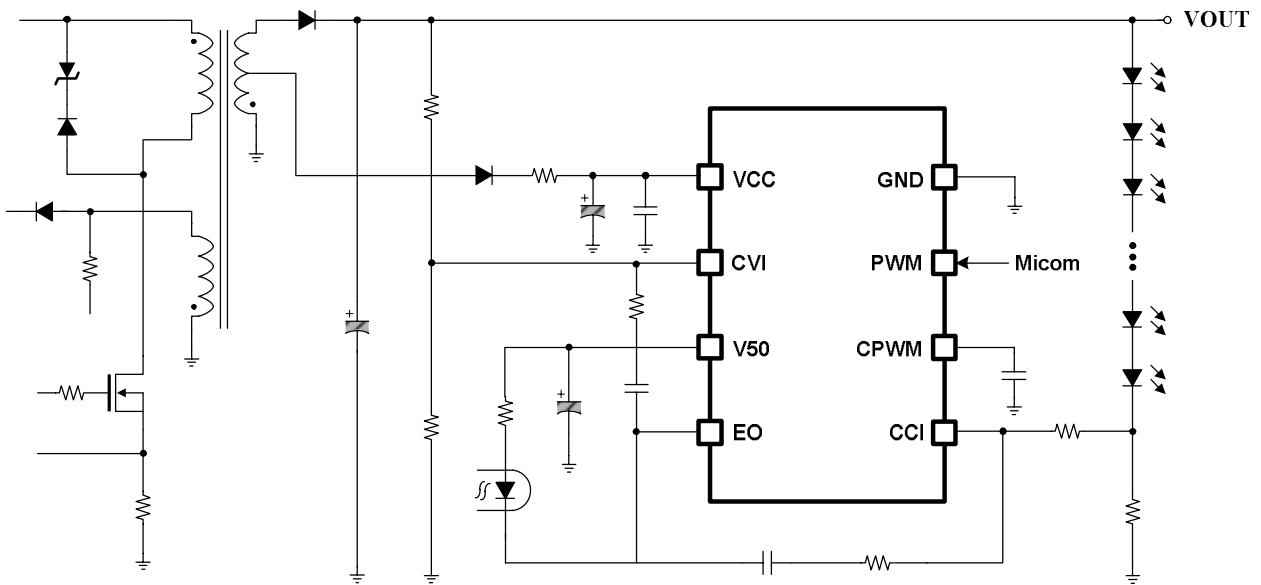 VOUT
VCC
GND
CVI
PWM
Micom
V50
CPWM
EO
CCI
+
+
+